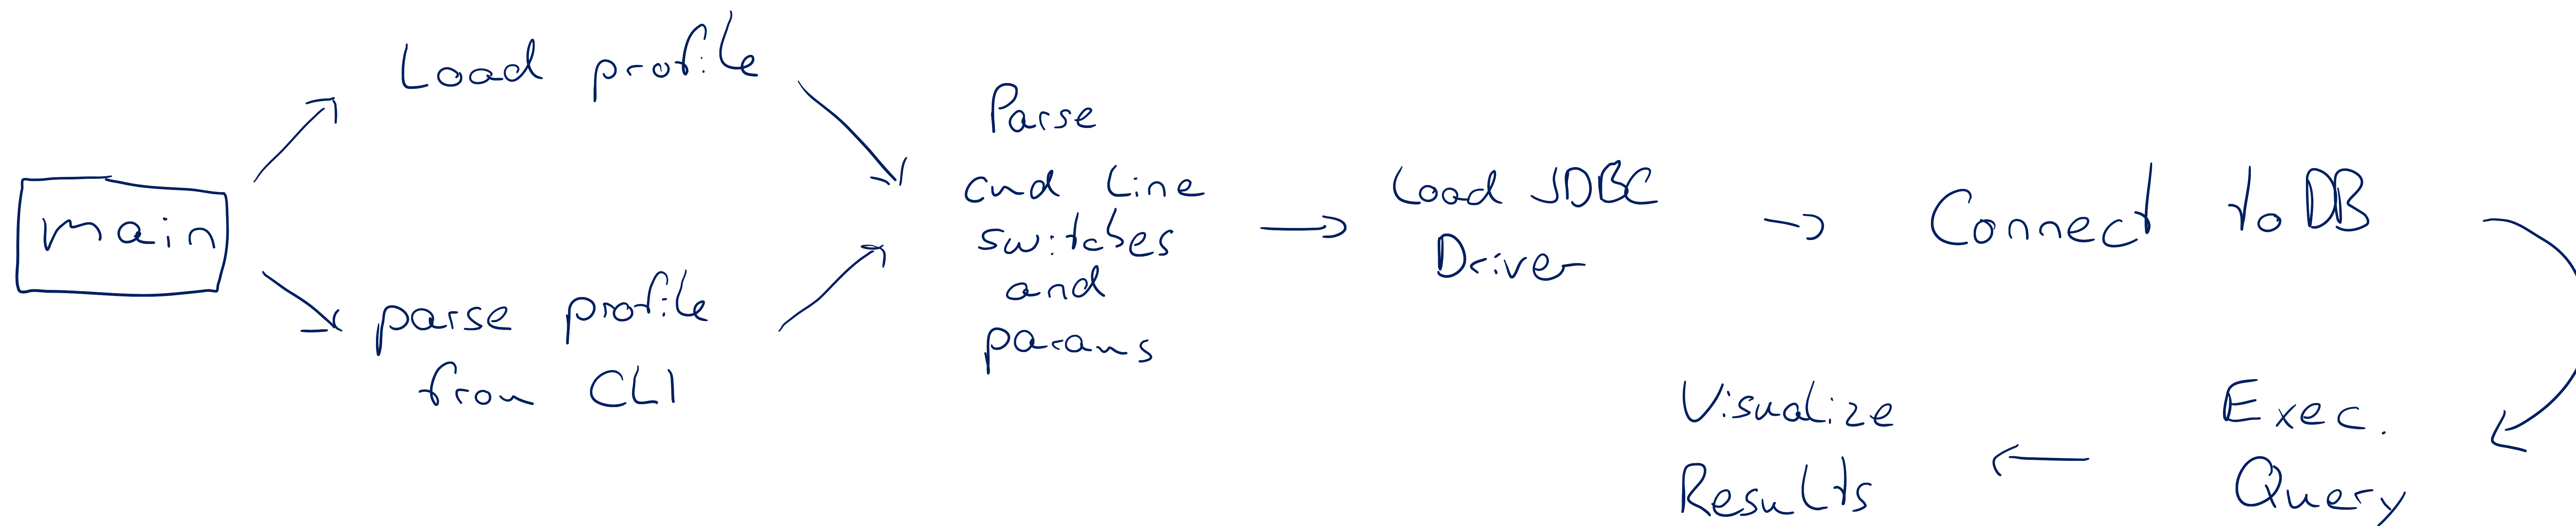 main
Load profile
parse profile
from CLI
Parse
cmd line
switches
and
params
Load JDBC
Driver
Connect to DB
Exec.
Query
Visualize
Results